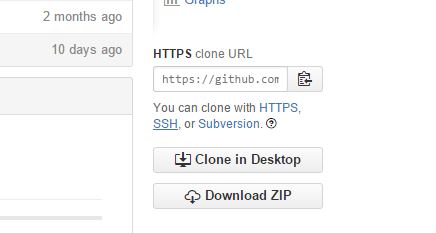 Graphs
2 months ago
10 days ago
HTTPS clone URL
https://github.com
You can clone with HTTPS,
SSH, or Subversion.
Clone in Desktop
Download ZIP